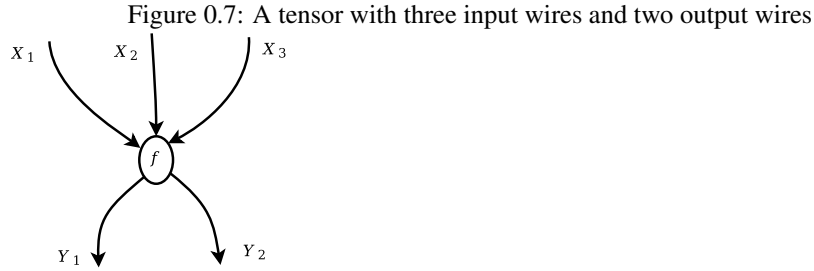 Figure 0.7: A tensor with three input wires and two output wires
X 1
X 2
X 3
f
Y 1
Y 2